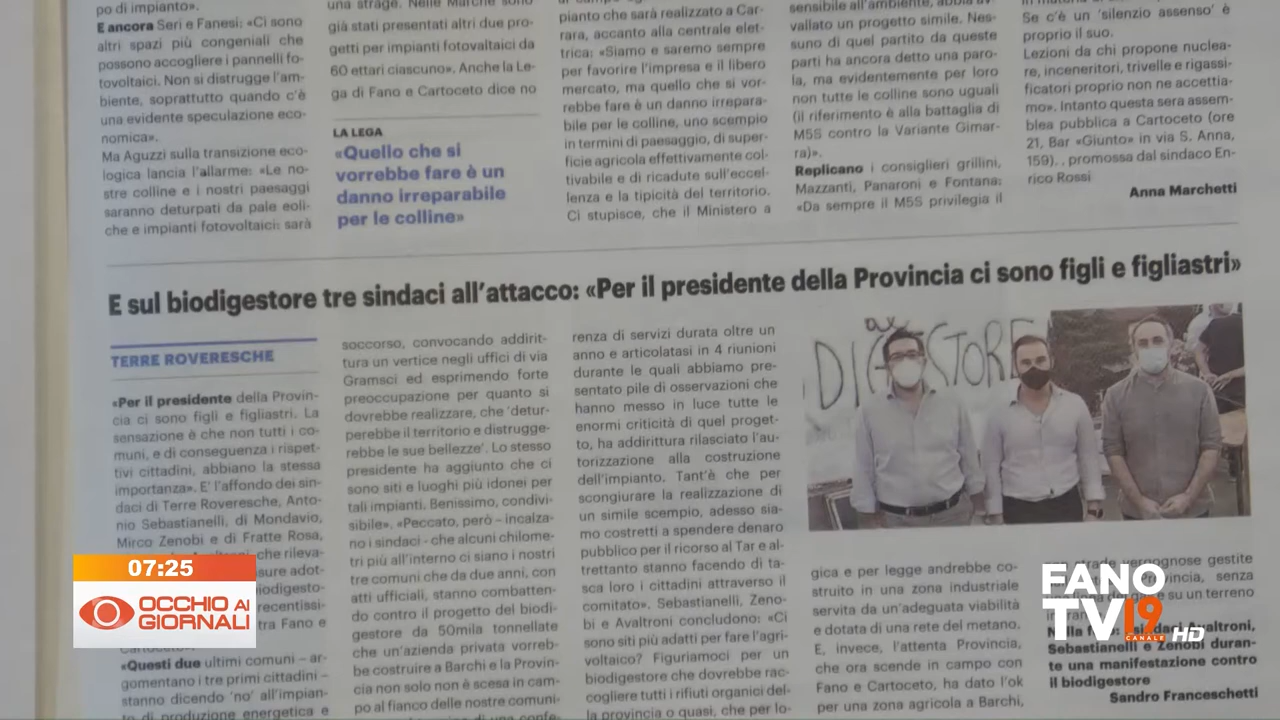 po di impianto».
E ancora Seri e Fanesi: «Ci sono
altri spazi più congeniali che
possono accogliere i pannelli fo-
tovoltaici. Non si distrugge l'am-
biente, soprattutto quando c'è
una evidente speculazione eco-
nomica».
Ma Aguzzi sulla transizione eco-
logica lancia l'allarme: «Le no-
stre colline e i nostri paesaggi
saranno deturpati da pale eoli-
che e impianti fotovoltaici: sarà
una strage. Nelle Marche sono
già stati presentati altri due pro-
getti per impianti fotovoltaici da
60 ettari ciascuno». Anche la Le-
ga di Fano e Cartoceto dice no
LA LEGA
«Quello che si
vorrebbe fare è un
danno irreparabile
per le colline»
pianto che sarà realizzato a Car-
rara, accanto alla centrale elet-
trica: «Siamo e saremo sempre
per favorire l'impresa e il libero
mercato, ma quello che si vor-
rebbe fare è un danno irrepara-
bile per le colline, uno scempio
in termini di paesaggio, di super-
ficie agricola effettivamente col-
tivabile e di ricadute sull'eccel-
lenza e la tipicità del territorio.
Ci stupisce, che il Ministero a
sensibile all'ambiente, abbia av-
vallato un progetto simile. Nes-
suno di quel partito da queste
parti ha ancora detto una paro-
la, ma evidentemente per loro
non tutte le colline sono uguali
(il riferimento è alla battaglia di
M5S contro la Variante Gimar-
ra)».
Replicano i consiglieri grillini,
Mazzanti, Panaroni e Fontana:
«Da sempre il M5S privilegia il
Se c'è un 'silenzio assenso' è
proprio il suo.
Lezioni da chi propone nuclea-
re, inceneritori, trivelle e rigassi-
ficatori proprio non ne accettia-
mo». Intanto questa sera assem-
blea pubblica a Cartoceto (ore
21, Bar «Giunto» in via S. Anna,
159). , promossa dal sindaco En-
rico Rossi
Anna Marchetti
E sul biodigestore tre sindaci all'attacco: «Per il presidente della Provincia ci sono figli e figliastri»
TERRE ROVERESCHE
«Per il presidente della Provin-
cia ci sono figli e figliastri. La
sensazione è che non tutti i co-
muni, e di conseguenza i rispet-
tivi cittadini, abbiano la stessa
importanza». E' l'affondo dei sin-
daci di Terre Roveresche, Anto-
nio Sebastianelli, di Mondavio,
Mirco Zenobi e di Fratte Rosa,
che rileva-
sure adot-
biodigesto-
recentissi-
tra Fano e
«Questi due ultimi comuni – ar-
gomentano i tre primi cittadini –
stanno dicendo 'no' all'impian-
to di produzione energetica e
soccorso, convocando addirit-
tura un vertice negli uffici di via
Gramsci ed esprimendo forte
preoccupazione per quanto si
dovrebbe realizzare, che 'detur-
perebbe il territorio e distrugge-
rebbe le sue bellezze'. Lo stesso
presidente ha aggiunto che ci
sono siti e luoghi più idonei per
tali impianti. Benissimo, condivi-
sibile». «Peccato, però – incalza-
no i sindaci - che alcuni chilome-
tri più all'interno ci siano i nostri
tre comuni che da due anni, con
atti ufficiali, stanno combatten-
do contro il progetto del biodi-
gestore da 50mila tonnellate
che un'azienda privata vorreb-
be costruire a Barchi e la Provin-
cia non solo non è scesa in cam-
po al fianco delle nostre comuni-
renza di servizi durata oltre un
anno e articolatasi in 4 riunioni
durante le quali abbiamo pre-
sentato pile di osservazioni che
hanno messo in luce tutte le
enormi criticità di quel proget-
to, ha addirittura rilasciato l'au-
torizzazione alla costruzione
dell'impianto. Tant'è che per
scongiurare la realizzazione di
un simile scempio, adesso sia-
mo costretti a spendere denaro
pubblico per il ricorso al Tar e al-
trettanto stanno facendo di ta-
sca loro i cittadini attraverso il
comitato». Sebastianelli, Zeno-
bi e Avaltroni concludono: «Ci
sono siti più adatti per fare l'agri-
voltaico? Figuriamoci per un
biodigestore che dovrebbe rac-
cogliere tutti i rifiuti organici del-
la provincia o quasi, che per lo-
gica e per legge andrebbe co-
struito in una zona industriale
servita da un'adeguata viabilità
e dotata di una rete del metano.
E, invece, l'attenta Provincia,
che ora scende in campo con
Fano e Cartoceto, ha dato l'ok
per una zona agricola a Barchi,
strade vergognose gestite
senza
su un terreno
Avaltroni,
Sebastianelli e Zenobi duran-
te una manifestazione contro
il biodigestore
Sandro Franceschetti
07:25
OCCHIO AI
GIORNALI
FANO
TV19
CANALE HD